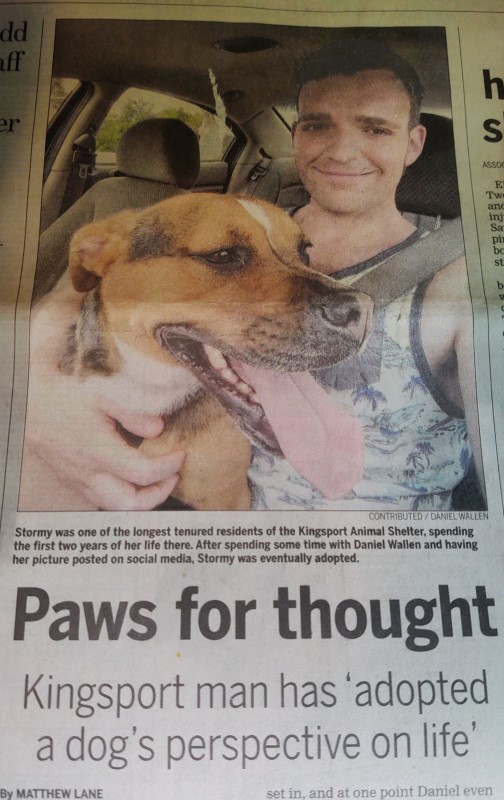 dd
aff
er
h
s
ASSO
Tw
and
inj
Sa
pi
bo
st
b
CONTRIBUTED / DANIEL WALLEN
Stormy was one of the longest tenured residents of the Kingsport Animal Shelter, spending
the first two years of her life there. After spending some time with Daniel Wallen and having
her picture posted on social media, Stormy was eventually adopted.
Paws for thought
Kingsport man has ‘adopted
a dog’s perspective on life’
By MATTHEW LANE
set in, and at one point Daniel even